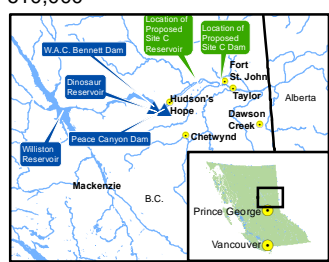 Location of
Proposed
Site C
Reservoir
Location of
Proposed
Site C Dam
W.A.C. Bennett Dam
Fort
St. John
Dinosaur
Reservoir
Hudson's
Hope
Taylor
Alberta
Dawson
Creek
Peace Canyon Dam
Chetwynd
Williston
Reservoir
Mackenzie
B.C.
Prince George
Vancouver